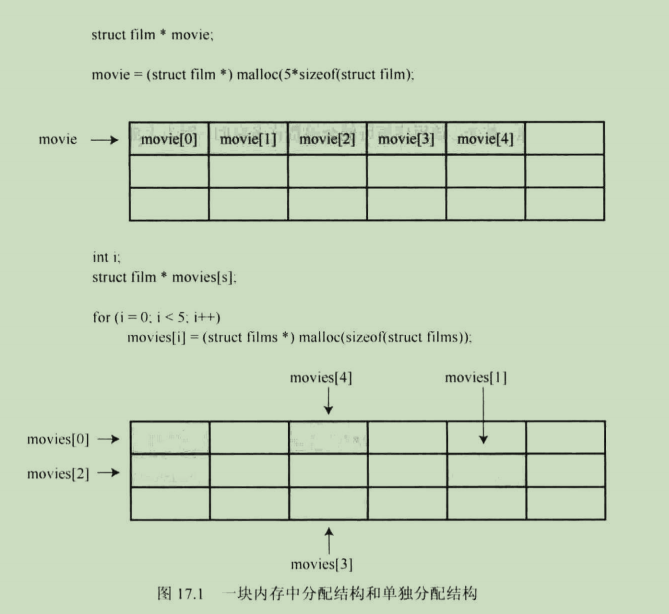 struct film * movie;
movie = (struct film *) malloc(5*sizeof(struct film);
movie
movie[0] movie[1] movie[2] movie[3] movie[4]
int i;
struct film * movies[s];
for (i = 0; i < 5; i++)
movies[i] = (struct films *) malloc(sizeof(struct films));
movies[4] movies[1]
movies[0]
movies[2]
movies[3]
图 17.1 一块内存中分配结构和单独分配结构